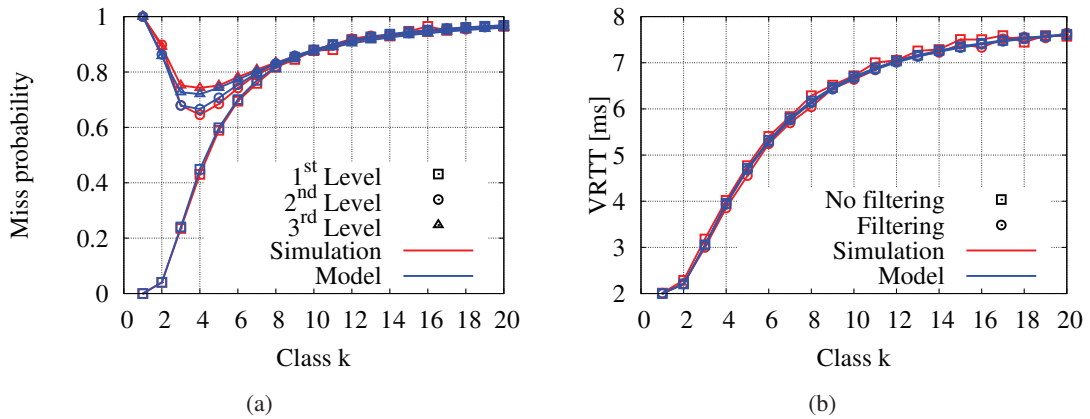 Miss probability
1
0.8
0.6
0.4
0.2
0
1st Level
2nd Level
3rd Level
Simulation
Model
0 2 4 6 8 10 12 14 16 18 20
Class k
(a)
VRTT [ms]
8
7
6
5
4
3
2
No filtering
Filtering
Simulation
Model
0 2 4 6 8 10 12 14 16 18 20
Class k
(b)